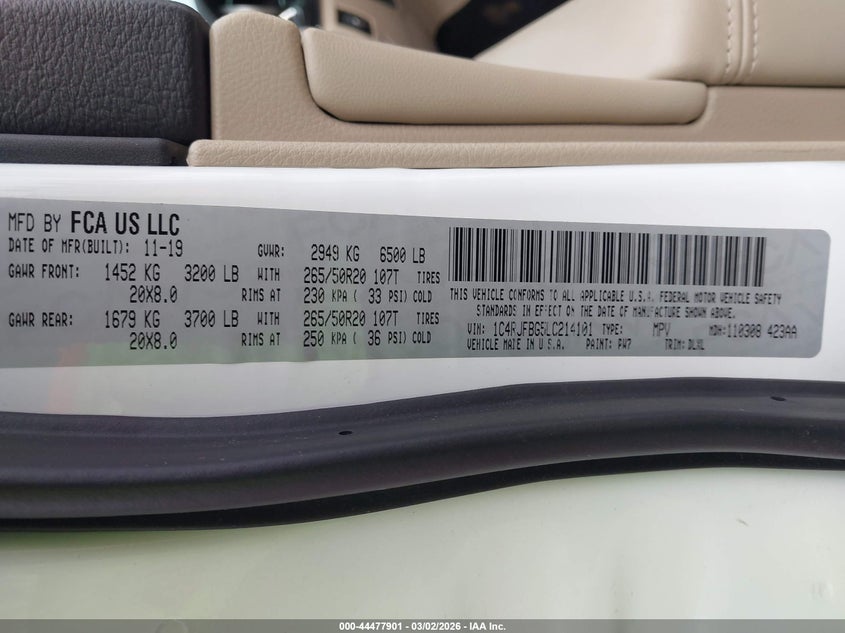 MFD BY FCA US LLC
DATE OF MFR(BUILT): 11-19 GVWR: 2949 KG 6500 LB
GAWR FRONT: 1452 KG 3200 LB WITH 265/50R20 107T TIRES
20X8.0 RIMS AT 230 KPA ( 33 PSI) COLD
GAWR REAR: 1679 KG 3700 LB WITH 265/50R20 107T TIRES
20X8.0 RIMS AT 250 KPA ( 36 PSI) COLD
THIS VEHICLE CONFORMS TO ALL APPLICABLE U.S.A. FEDERAL MOTOR VEHICLE SAFETY
STANDARDS IN EFFECT ON THE DATE OF MANUFACTURE SHOWN ABOVE.
VIN: 1C4RJFBG5LC214101 TYPE: MPV MDH:110308 423AA
VEHICLE MADE IN U.S.A. PAINT: PW7 TRIM: DLXL
000-44477901 - 03/02/2026 - IAA Inc.